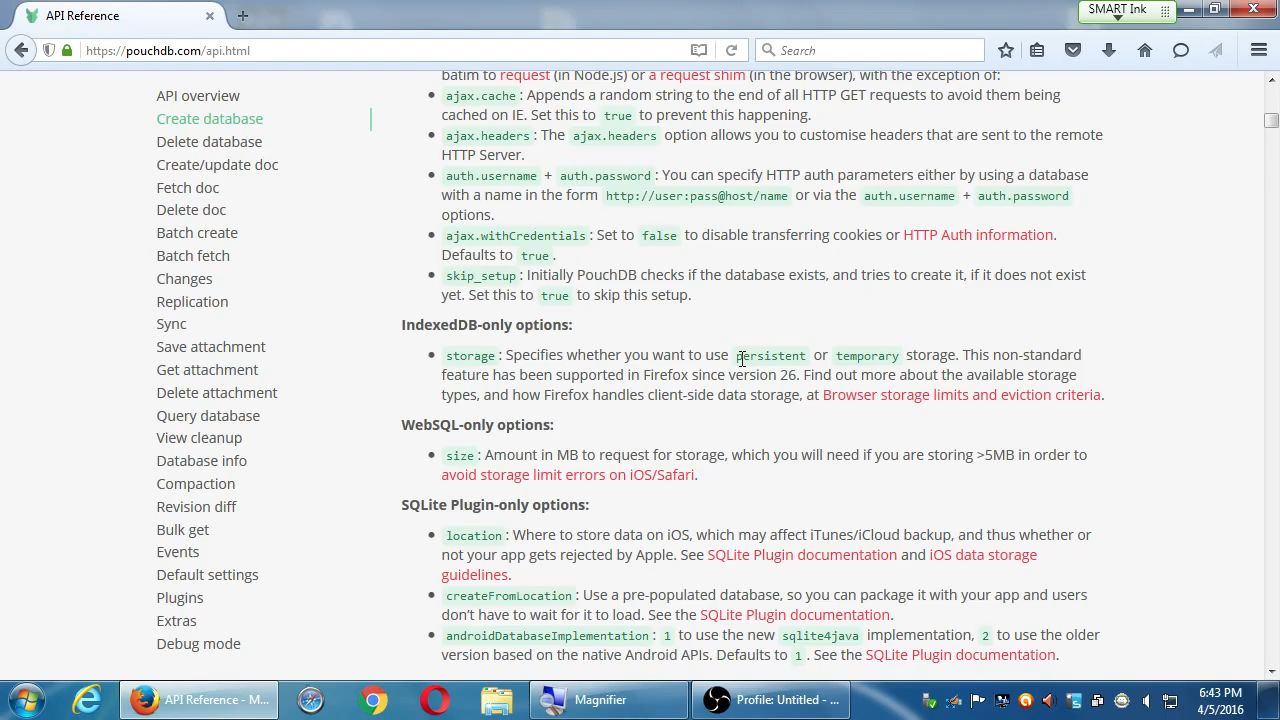 API Reference
SMART Ink
https://pouchdb.com/api.html
Search
API overview
Create database
Delete database
Create/update doc
Fetch doc
Delete doc
Batch create
Batch fetch
Changes
Replication
Sync
Save attachment
Get attachment
Delete attachment
Query database
View cleanup
Database info
Compaction
Revision diff
Bulk get
Events
Default settings
Plugins
Extras
Debug mode
batim to request (in Node.js) or a request shim (in the browser), with the exception of:
ajax.cache: Appends a random string to the end of all HTTP GET requests to avoid them being
cached on IE. Set this to true to prevent this happening.
ajax.headers: The ajax.headers option allows you to customise headers that are sent to the remote
HTTP Server.
auth.username + auth.password: You can specify HTTP auth parameters either by using a database
with a name in the form http://user:pass@host/name or via the auth.username + auth.password
options.
ajax.withCredentials: Set to false to disable transferring cookies or HTTP Auth information.
Defaults to true.
skip_setup: Initially PouchDB checks if the database exists, and tries to create it, if it does not exist
yet. Set this to true to skip this setup.
IndexedDB-only options:
storage: Specifies whether you want to use persistent or temporary storage. This non-standard
feature has been supported in Firefox since version 26. Find out more about the available storage
types, and how Firefox handles client-side data storage, at Browser storage limits and eviction criteria.
WebSQL-only options:
size: Amount in MB to request for storage, which you will need if you are storing >5MB in order to
avoid storage limit errors on iOS/Safari.
SQLite Plugin-only options:
location: Where to store data on iOS, which may affect iTunes/iCloud backup, and thus whether or
not your app gets rejected by Apple. See SQLite Plugin documentation and iOS data storage
guidelines.
createFromLocation: Use a pre-populated database, so you can package it with your app and users
don't have to wait for it to load. See the SQLite Plugin documentation.
androidDatabaseImplementation: 1 to use the new sqlite4java implementation, 2 to use the older
version based on the native Android APIs. Defaults to 1. See the SQLite Plugin documentation.
API Reference - M...
Magnifier
Profile: Untitled - ...
6:43 PM
4/5/2016